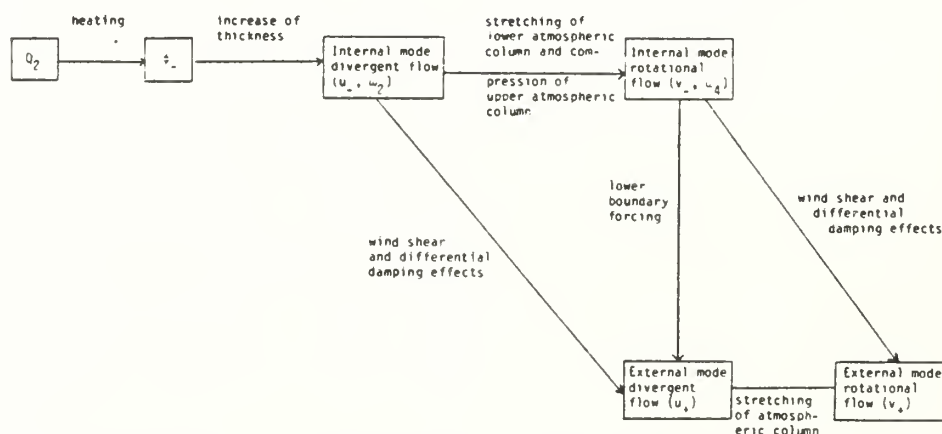 heating
increase of
thickness
stretching of
lower atmospheric
column and com-
pression of
upper atmospheric
column
Q₂
Internal mode
divergent flow
(u₋, ω₂)
Internal mode
rotational
flow (v₋,
lower
boundary
forcing
wind shear and
differential
damping effects
wind shear
and differential
damping effects
External mode
divergent
flow (u₊)
stretching
of atmosph-
eric column
External mode
rotational
flow (v₊)